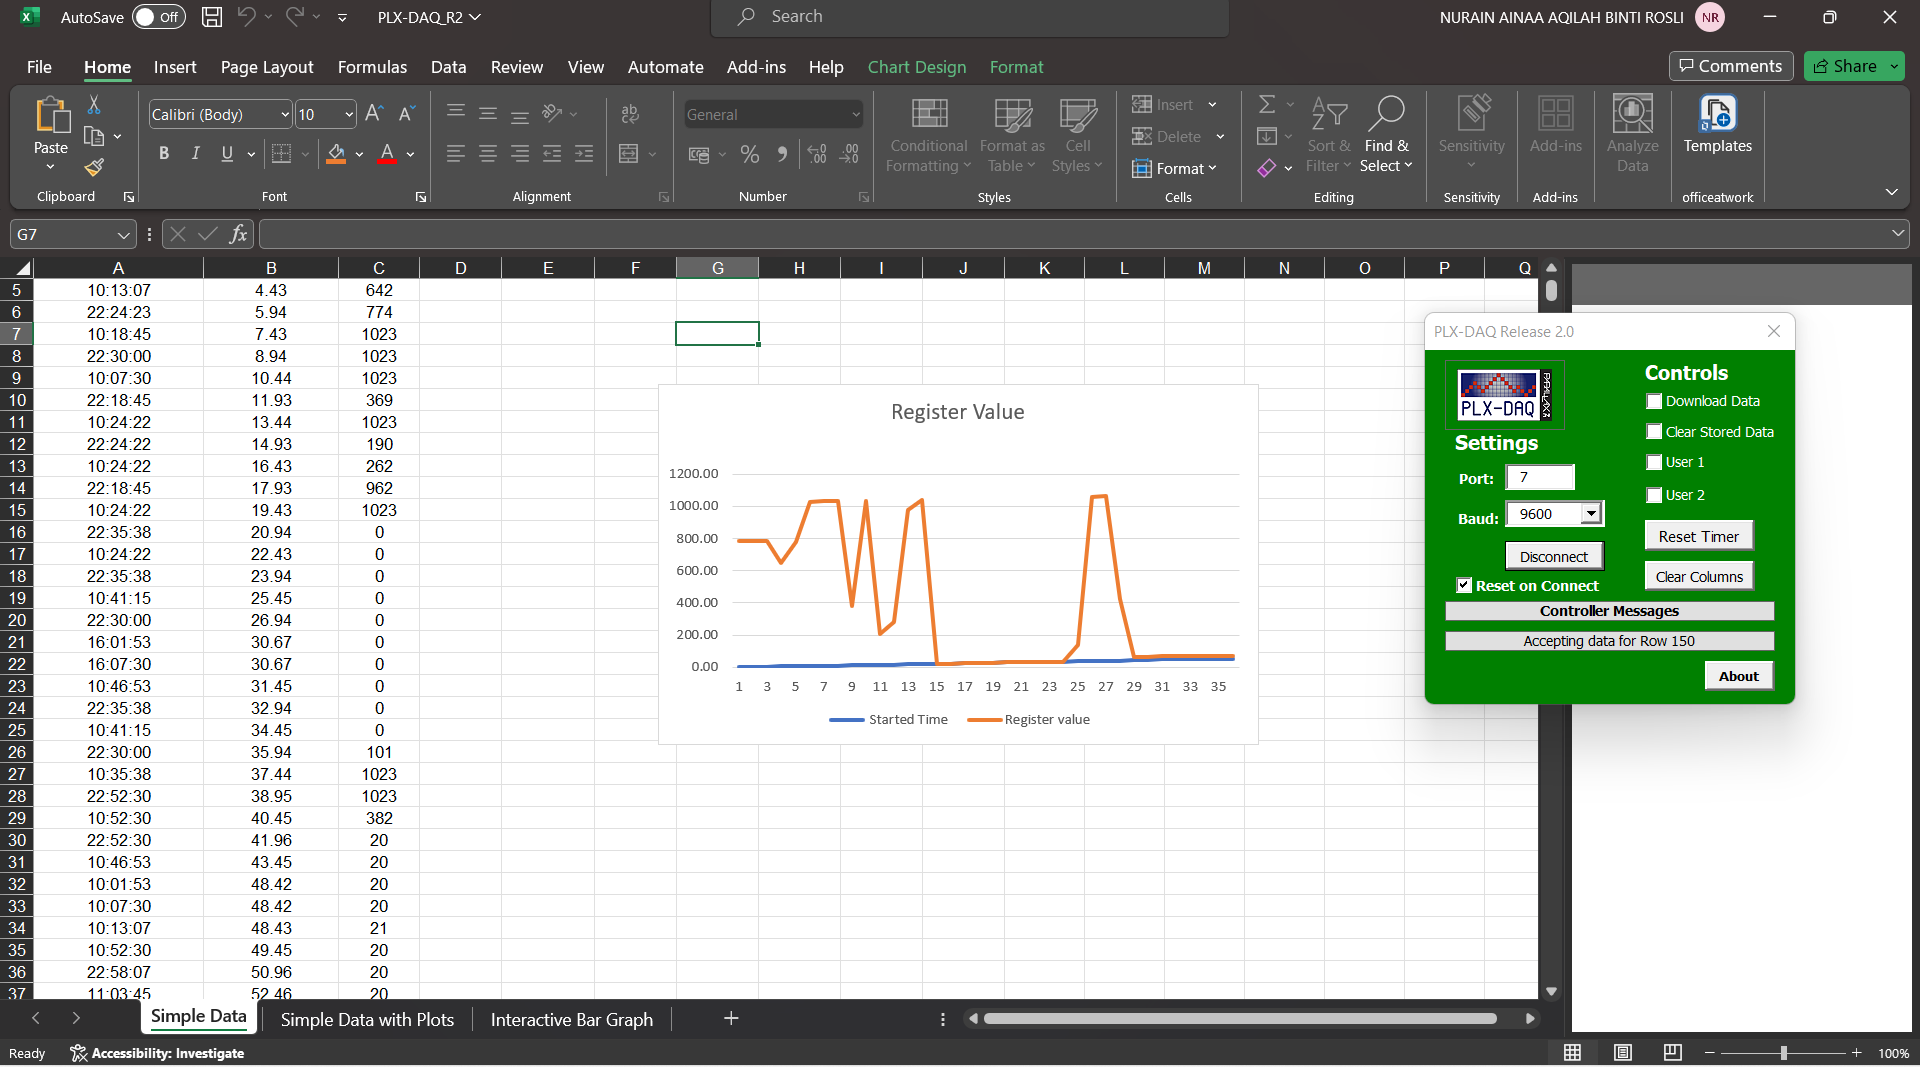 AutoSave Off PLX-DAQ_R2 Search NURAIN AINAA AQILAH BINTI ROSLI NR
File Home Insert Page Layout Formulas Data Review View Automate Add-ins Help Chart Design Format Comments Share
Paste
Clipboard
Calibri (Body) 10
B I U A
Font
Alignment
General
Number
Conditional Formatting
Format as Table
Cell Styles
Styles
Insert
Delete
Format
Cells
Sort & Filter
Find & Select
Editing
Sensitivity
Sensitivity
Add-ins
Add-ins
Analyze Data
Templates
officeatwork
G7 fx
A B C D E F G H I J K L M N O P Q
5 10:13:07 4.43 642
6 22:24:23 5.94 774
7 10:18:45 7.43 1023
8 22:30:00 8.94 1023
9 10:07:30 10.44 1023
10 22:18:45 11.93 369
11 10:24:22 13.44 1023
12 22:24:22 14.93 190
13 10:24:22 16.43 262
14 22:18:45 17.93 962
15 10:24:22 19.43 1023
16 22:35:38 20.94 0
17 10:24:22 22.43 0
18 22:35:38 23.94 0
19 10:41:15 25.45 0
20 22:30:00 26.94 0
21 16:01:53 30.67 0
22 16:07:30 30.67 0
23 10:46:53 31.45 0
24 22:35:38 32.94 0
25 10:41:15 34.45 0
26 22:30:00 35.94 101
27 10:35:38 37.44 1023
28 22:52:30 38.95 1023
29 10:52:30 40.45 382
30 22:52:30 41.96 20
31 10:46:53 43.45 20
32 10:01:53 48.42 20
33 10:07:30 48.42 20
34 10:13:07 48.43 21
35 10:52:30 49.45 20
36 22:58:07 50.96 20
37 11:03:45 52.46 20
Register Value
1200.00
1000.00
800.00
600.00
400.00
200.00
0.00
1 3 5 7 9 11 13 15 17 19 21 23 25 27 29 31 33 35
Started Time Register value
PLX-DAQ Release 2.0
PLX-DAQ
PARALLAX
Settings
Port: 7
Baud: 9600
Disconnect
Reset on Connect
Controls
Download Data
Clear Stored Data
User 1
User 2
Reset Timer
Clear Columns
Controller Messages
Accepting data for Row 150
About
Simple Data Simple Data with Plots Interactive Bar Graph
Ready Accessibility: Investigate 100%